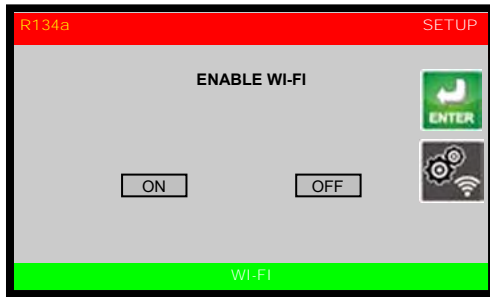 R134a SETUP
ENABLE WI-FI
ENTER
ON OFF
WI-FI